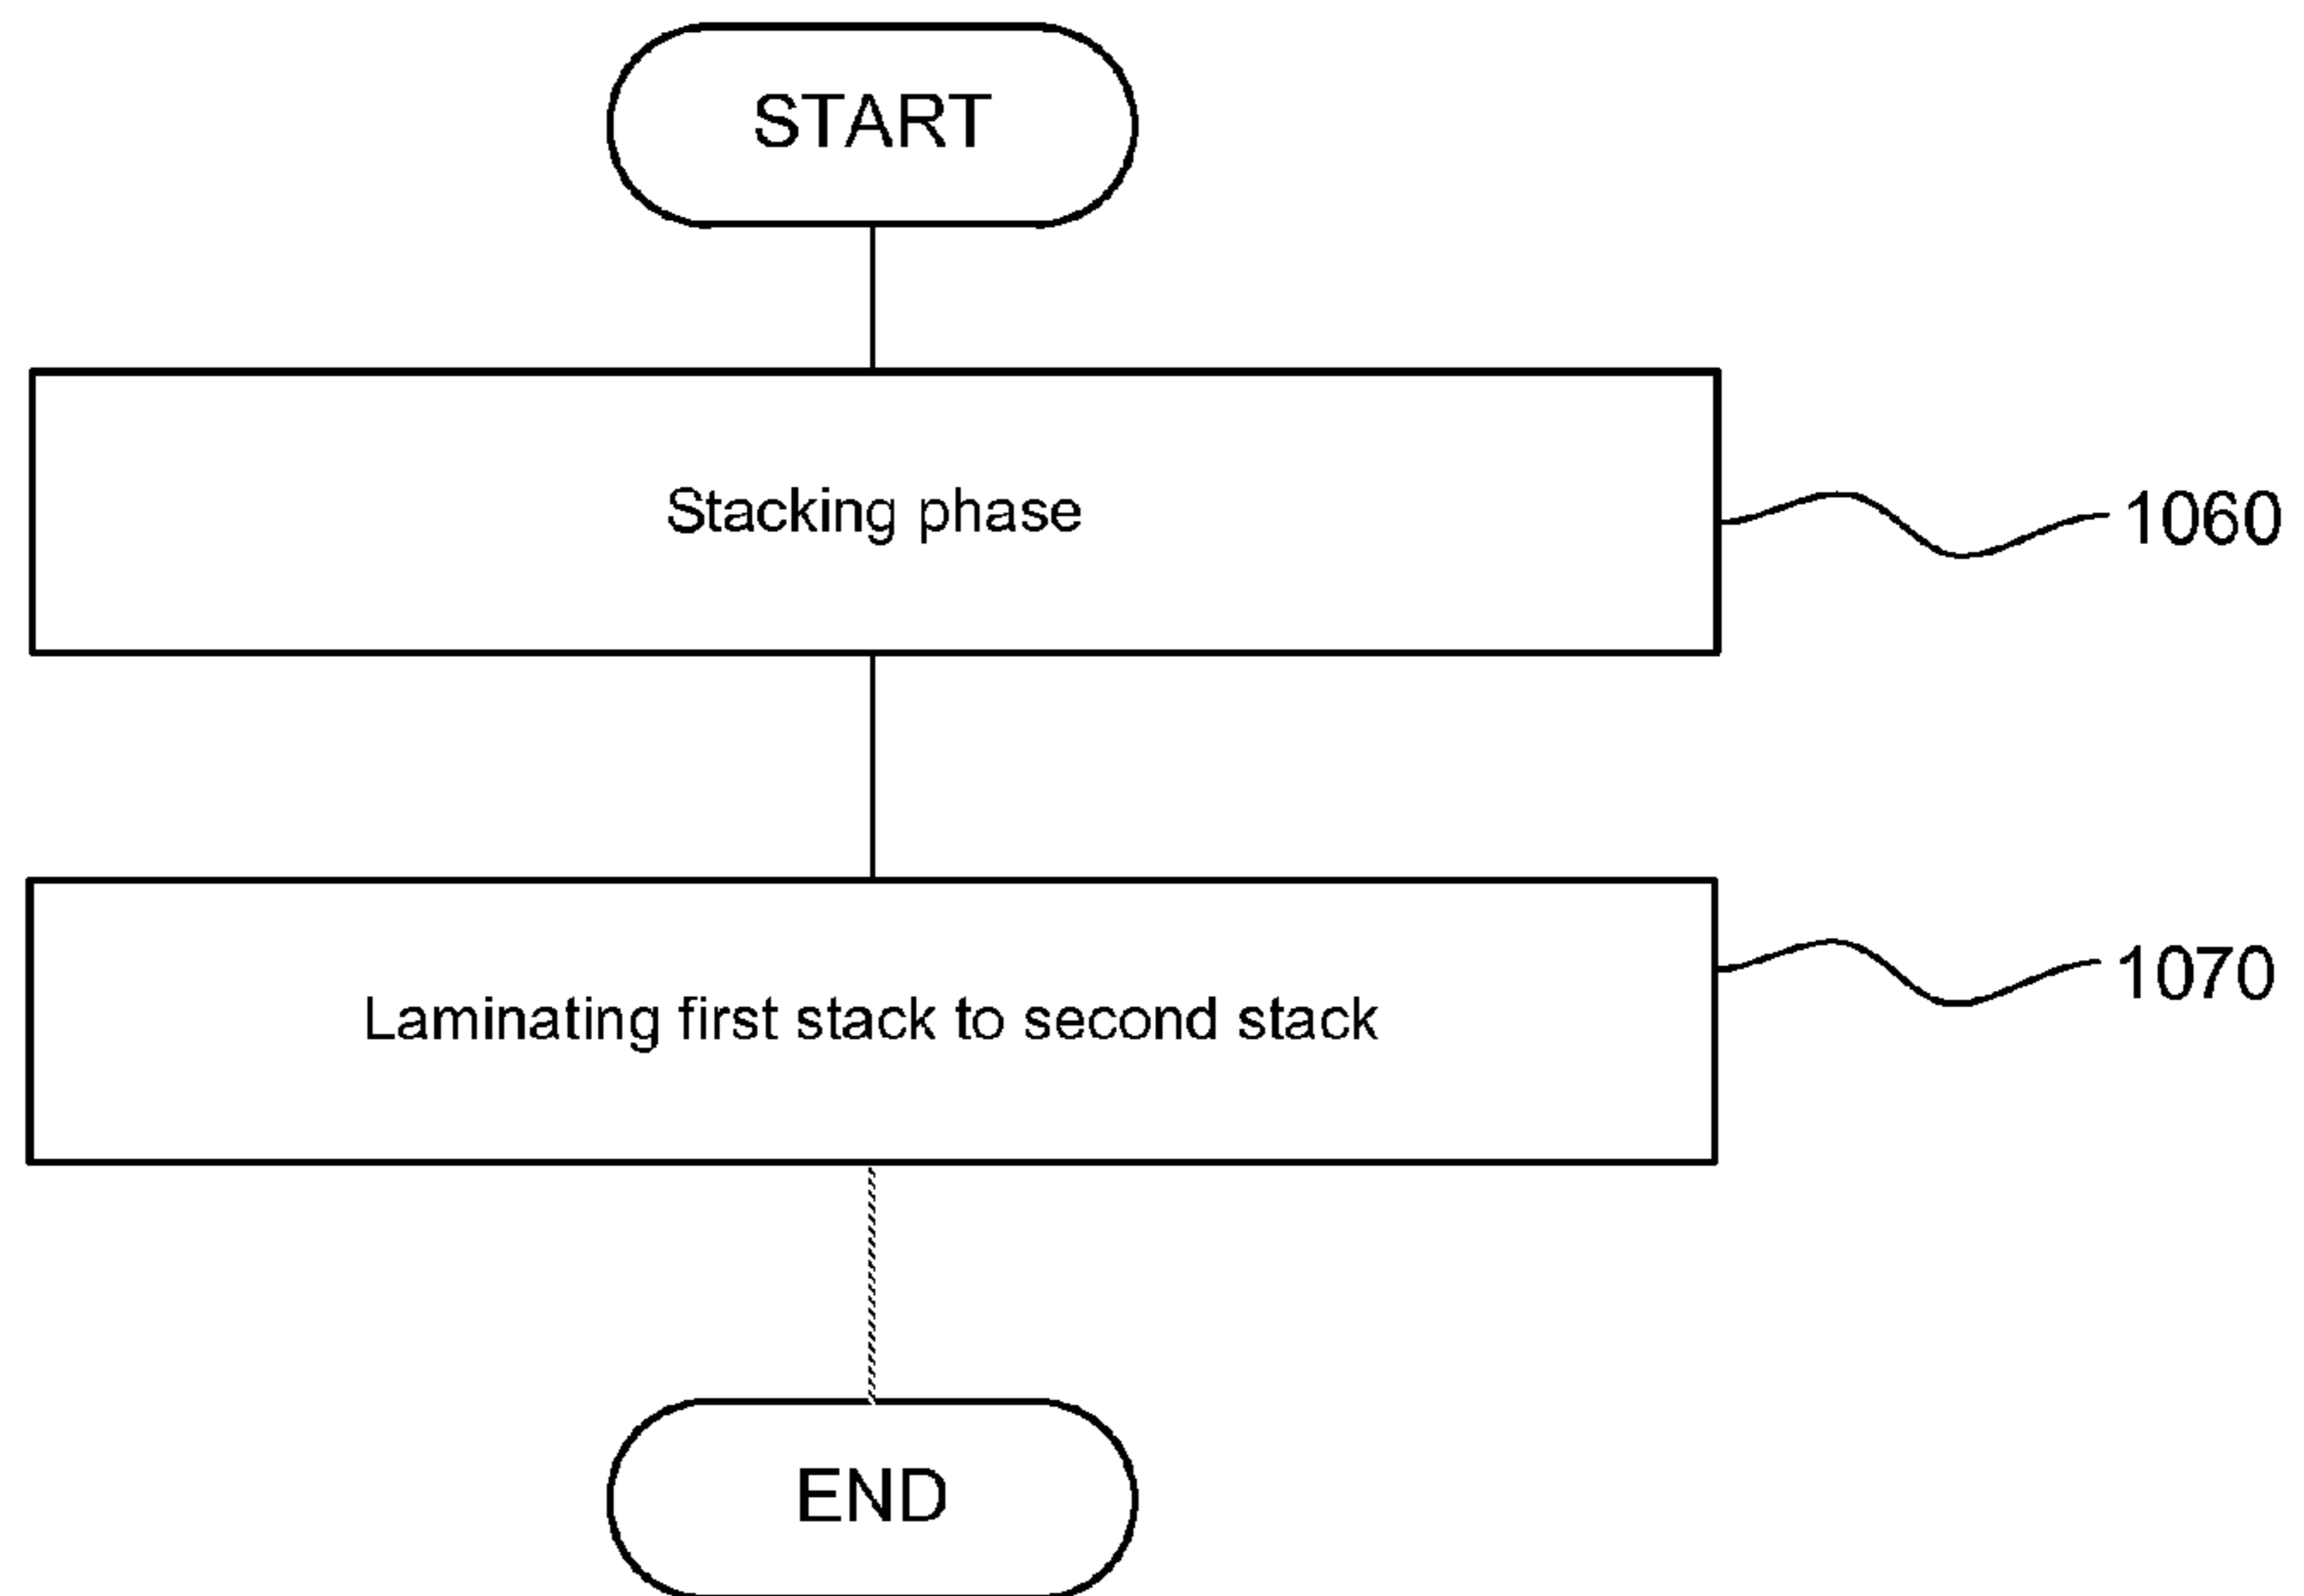 START
Stacking phase
1060
Laminating first stack to second stack
1070
END